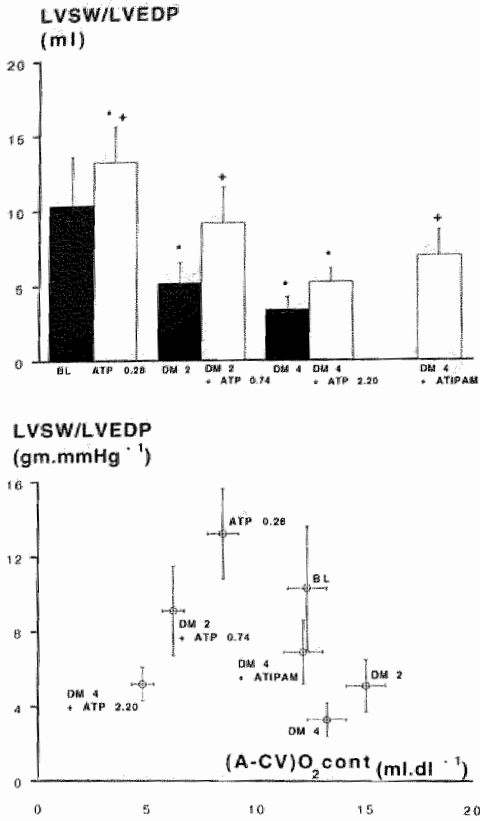 LVSW/LVEDP
(ml)
20
15
10
5
0
* +
*
+
*
*
+
BL ATP 0.28 DM 2 DM 2 DM 4 DM 4 DM 4
* ATP 0.74 * ATP 2.20 * ATIPAM
LVSW/LVEDP
(gm.mmHg -1)
16
12
8
4
0
ATP 0.28
BL
DM 2
+ ATP 0.74
DM 4
+ ATIPAM
DM 2
DM 4
+ ATP 2.20
DM 4
(A-CV)O2cont (ml.dl -1)
0 5 10 15 20